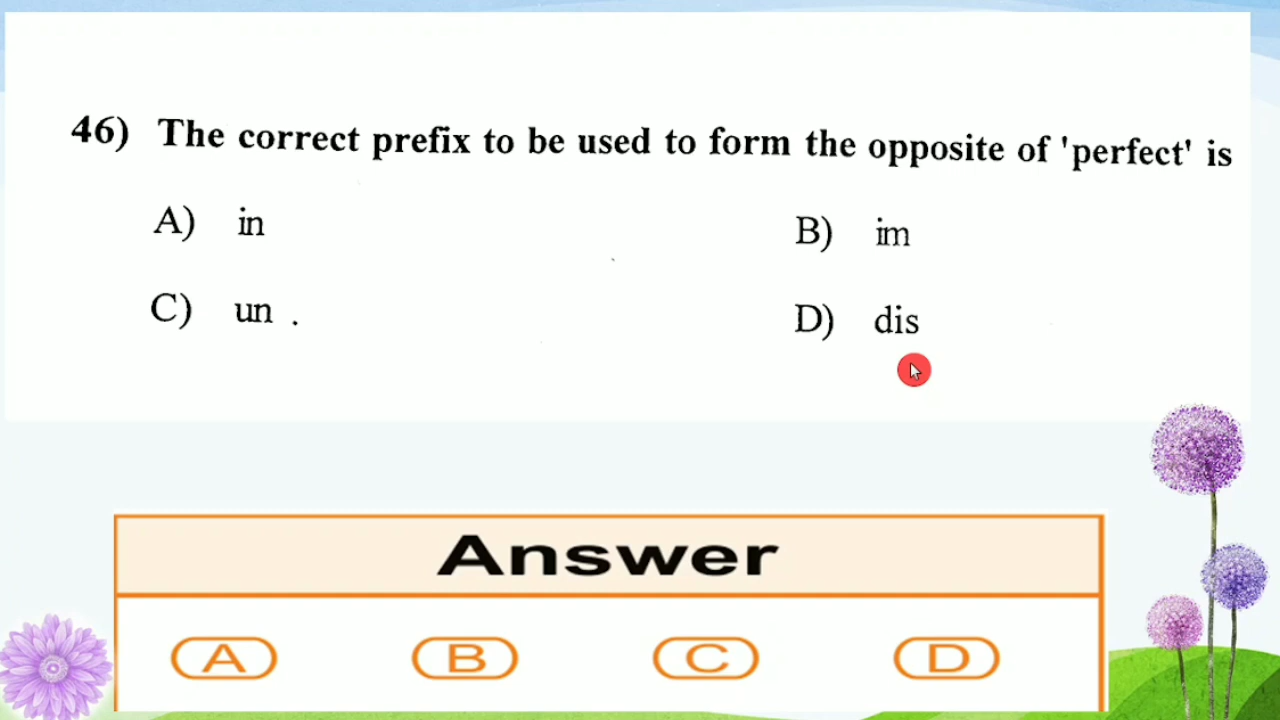 46) The correct prefix to be used to form the opposite of 'perfect' is
A) in B) im
C) un . D) dis
Answer
A B C D